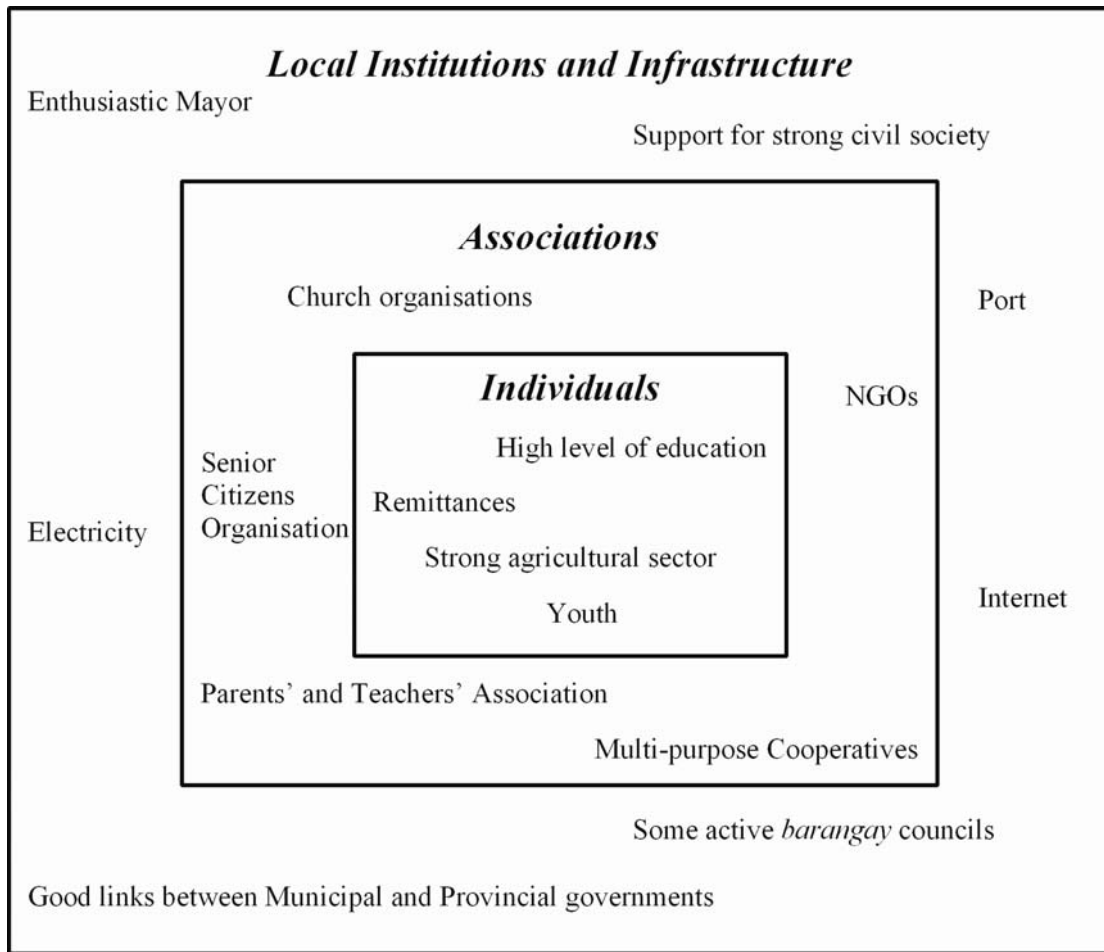 Local Institutions and Infrastructure
Enthusiastic Mayor
Support for strong civil society
Associations
Church organisations
Port
Individuals
NGOs
High level of education
Senior
Citizens
Organisation
Remittances
Electricity
Strong agricultural sector
Internet
Youth
Parents’ and Teachers’ Association
Multi-purpose Cooperatives
Some active barangay councils
Good links between Municipal and Provincial governments